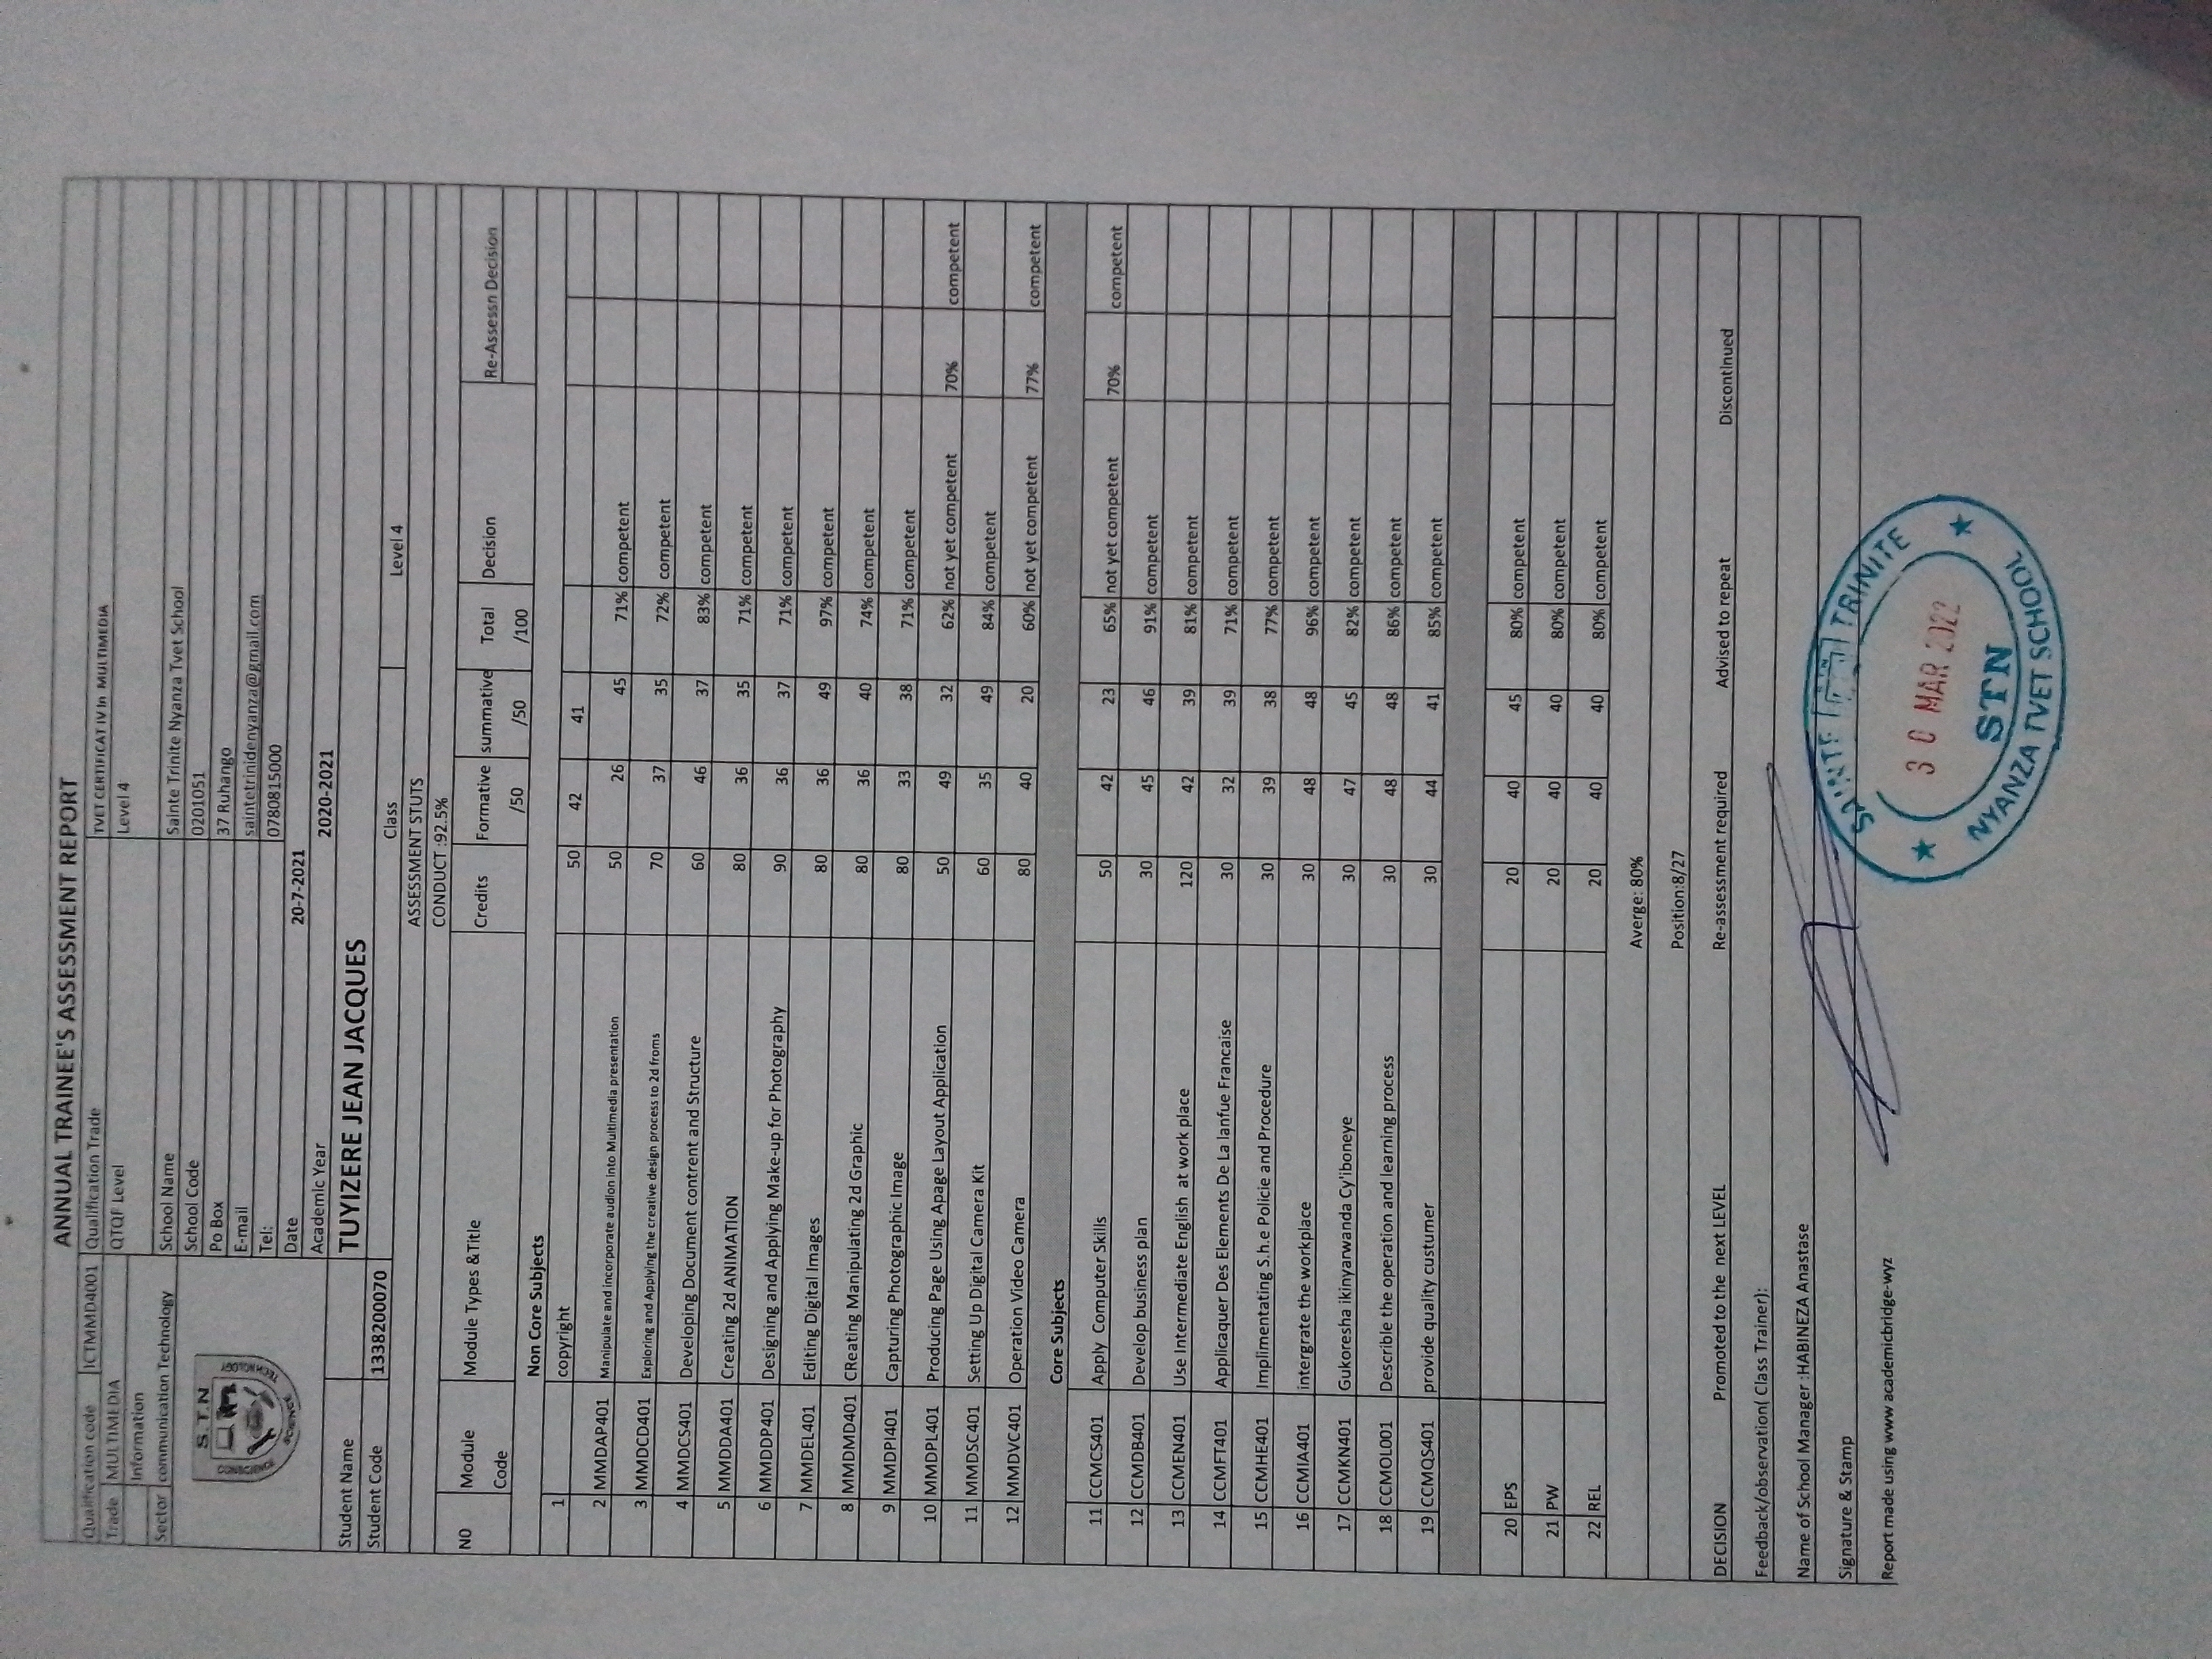 ANNUAL TRAINEE'S ASSESSMENT REPORT
Qualification code ICTMMD4001 Qualification Trade TVET CERTIFICAT IV In MULTIMEDIA
Trade MULTIMEDIA QTQF Level Level 4
Sector Information communication Technology
School Name Sainte Trinite Nyanza Tvet School
School Code 0201051
Po Box 37 Ruhango
E-mail saintetrinidenyanza@gmail.com
Tel: 0780815000
Date 20-7-2021
Academic Year 2020-2021
S.T.N
CONSCIENCE SCIENCE TECHNOLOGY
Student Name TUYIZERE JEAN JACQUES
Student Code 1338200070
Class Level 4
ASSESSMENT STUTS
CONDUCT :92.5%
N0 Module Code Module Types &Title Credits Formative /50 summative /50 Total /100 Decision Re-Assessn Decision
Non Core Subjects
1 copyright 50 42 41
2 MMDAP401 Manipulate and incorporate audion into Multimedia presentation 50 26 45 71% competent
3 MMDCD401 Exploring and Applying the creative design process to 2d froms 70 37 35 72% competent
4 MMDCS401 Developing Document contrent and Structure 60 46 37 83% competent
5 MMDDA401 Creating 2d ANIMATION 80 36 35 71% competent
6 MMDDP401 Designing and Applying Make-up for Photography 90 36 37 71% competent
7 MMDEL401 Editing Digital Images 80 36 49 97% competent
8 MMDMD401 CReating Manipulating 2d Graphic 80 36 40 74% competent
9 MMDPI401 Capturing Photographic Image 80 33 38 71% competent
10 MMDPL401 Producing Page Using Apage Layout Application 50 49 32 62% not yet competent 70% competent
11 MMDSC401 Setting Up Digital Camera Kit 60 35 49 84% competent
12 MMDVC401 Operation Video Camera 80 40 20 60% not yet competent 77% competent
Core Subjects
11 CCMCS401 Apply Computer Skills 50 42 23 65% not yet competent 70% competent
12 CCMDB401 Develop business plan 30 45 46 91% competent
13 CCMEN401 Use Intermediate English at work place 120 42 39 81% competent
14 CCMFT401 Applicaquer Des Elements De La lanfue Francaise 30 32 39 71% competent
15 CCMHE401 Implimentating S.h.e Policie and Procedure 30 39 38 77% competent
16 CCMIA401 intergrate the workplace 30 48 48 96% competent
17 CCMKN401 Gukoresha ikinyarwanda Cy'iboneye 30 47 45 82% competent
18 CCMOL001 Describle the operation and learning process 30 48 48 86% competent
19 CCMQS401 provide quality custumer 30 44 41 85% competent
20 EPS 20 40 45 80% competent
21 PW 20 40 40 80% competent
22 REL 20 40 40 80% competent
Averge: 80%
Position:8/27
DECISION Promoted to the next LEVEL Re-assessment required Advised to repeat Discontinued
Feedback/observation( Class Trainer):
Name of School Manager :HABINEZA Anastase
Signature & Stamp
SAINTE TRINITE
30 MAR 2022
STN
NYANZA TVET SCHOOL
Report made using www academicbridge-wyz